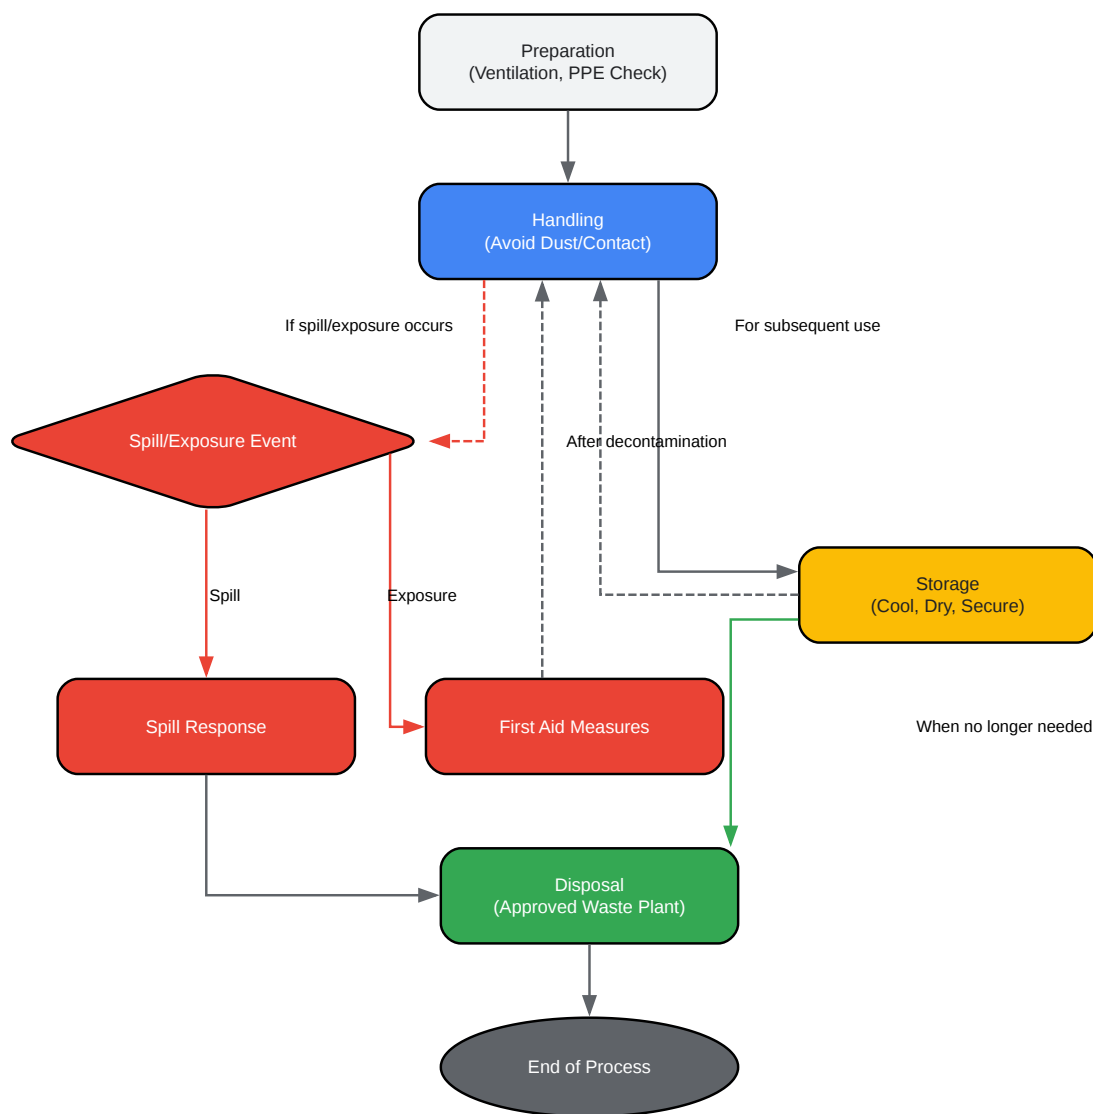 Preparation
(Ventilation, PPE Check)
Handling
(Avoid Dust/Contact)
If spill/exposure occurs
For subsequent use
Spill/Exposure Event
After decontamination
Storage
(Cool, Dry, Secure)
Spill
Exposure
Spill Response
First Aid Measures
When no longer needed
Disposal
(Approved Waste Plant)
End of Process